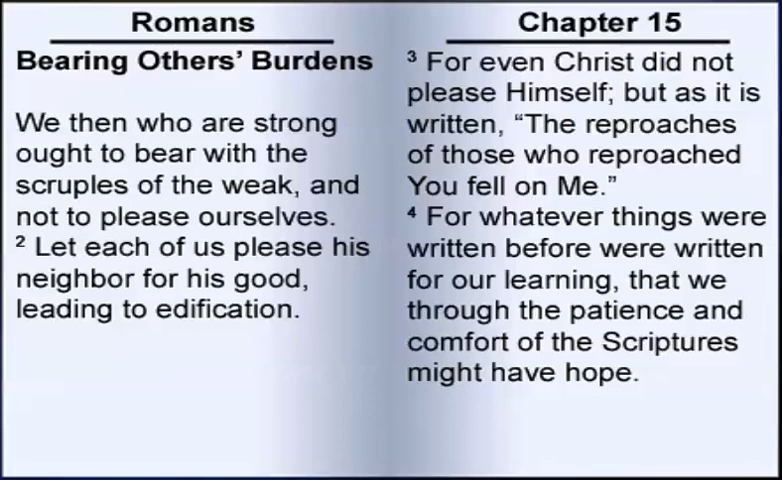 Romans
Bearing Others’ Burdens
We then who are strong
ought to bear with the
scruples of the weak, and
not to please ourselves.
² Let each of us please his
neighbor for his good,
leading to edification.
Chapter 15
³ For even Christ did not
please Himself; but as it is
written, “The reproaches
of those who reproached
You fell on Me.”
⁴ For whatever things were
written before were written
for our learning, that we
through the patience and
comfort of the Scriptures
might have hope.